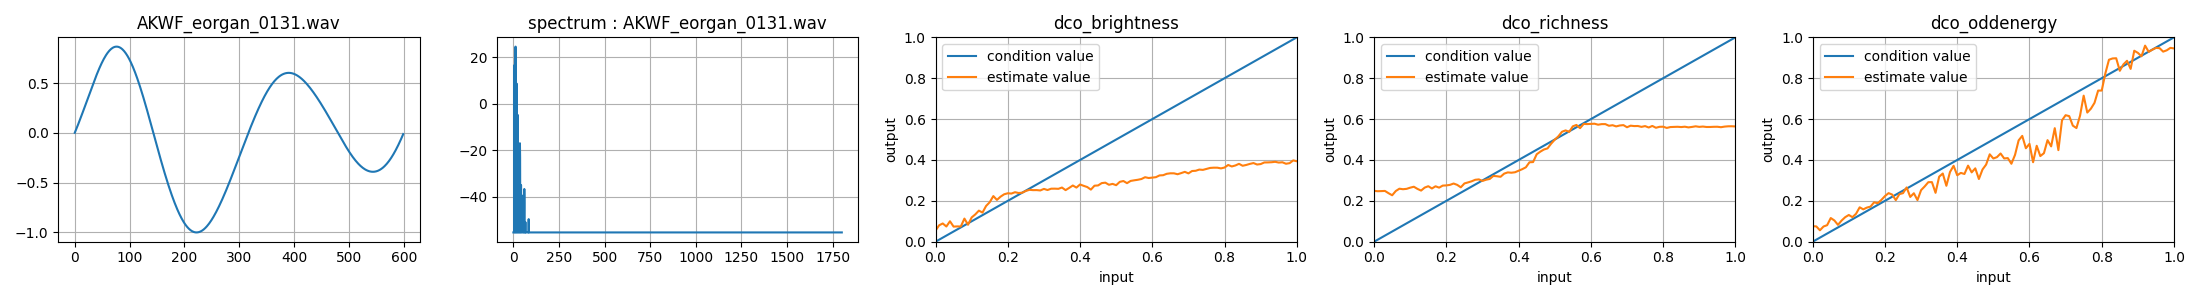 AKWF_eorgan_0131.wav
0.5
0.0
−0.5
−1.0
0 100 200 300 400 500 600
spectrum : AKWF_eorgan_0131.wav
20
0
−20
−40
0 250 500 750 1000 1250 1500 1750
dco_brightness
condition value
estimate value
output
1.0
0.8
0.6
0.4
0.2
0.0
0.0 0.2 0.4 0.6 0.8 1.0
input
dco_richness
condition value
estimate value
output
1.0
0.8
0.6
0.4
0.2
0.0
0.0 0.2 0.4 0.6 0.8 1.0
input
dco_oddenergy
condition value
estimate value
output
1.0
0.8
0.6
0.4
0.2
0.0
0.0 0.2 0.4 0.6 0.8 1.0
input